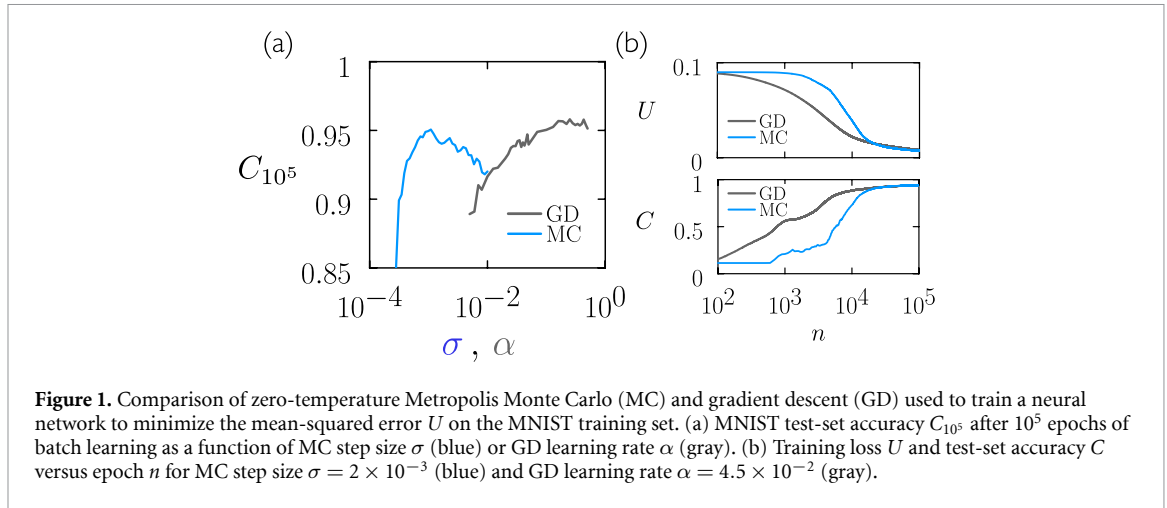 (a)
1
0.95
0.9
0.85
C₁₀⁵
GD
MC
10⁻⁴
10⁻²
10⁰
σ , α
(b)
0.1
U
0
GD
MC
1
C
0.5
0
GD
MC
10²
10³
10⁴
10⁵
n
Figure 1. Comparison of zero-temperature Metropolis Monte Carlo (MC) and gradient descent (GD) used to train a neural
network to minimize the mean-squared error U on the MNIST training set. (a) MNIST test-set accuracy C₁₀⁵ after 10⁵ epochs of
batch learning as a function of MC step size σ (blue) or GD learning rate α (gray). (b) Training loss U and test-set accuracy C
versus epoch n for MC step size σ = 2 × 10⁻³ (blue) and GD learning rate α = 4.5 × 10⁻² (gray).